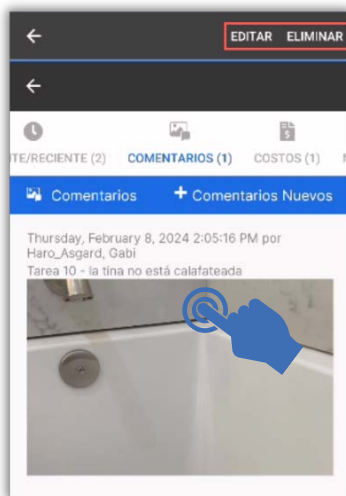 EDITAR ELIMINAR
TE/RECIENTE (2) COMENTARIOS (1) COSTOS (1)
Comentarios + Comentarios Nuevos
Thursday, February 8, 2024 2:05:16 PM por
Haro_Asgard, Gabi
Tarea 10 - la tina no está calafateada